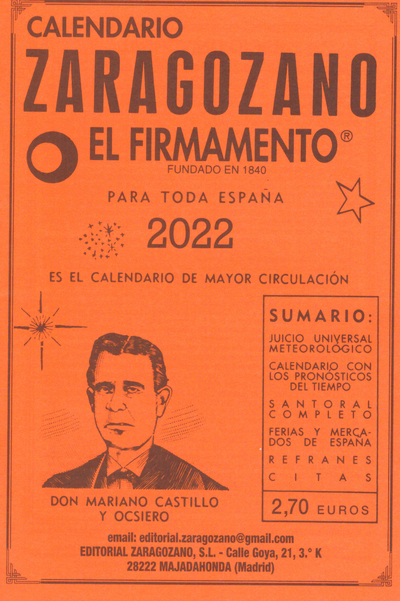 CALENDARIO
ZARAGOZANO
EL FIRMAMENTO®
FUNDADO EN 1840
PARA TODA ESPAÑA
2022
ES EL CALENDARIO DE MAYOR CIRCULACIÓN
SUMARIO:
JUICIO UNIVERSAL
METEOROLÓGICO
CALENDARIO CON
LOS PRONÓSTICOS
DEL TIEMPO
SANTORAL
COMPLETO
FERIAS Y MERCA-
DOS DE ESPAÑA
REFRANES
CITAS
2,70 EUROS
DON MARIANO CASTILLO
Y OCSIERO
email: editorial.zaragozano@gmail.com
EDITORIAL ZARAGOZANO, S.L. - Calle Goya, 21, 3.° K
28222 MAJADAHONDA (Madrid)